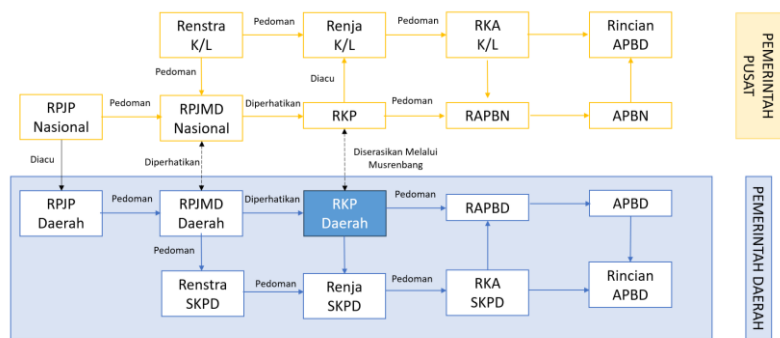 Renstra
K/L
Pedoman
Renja
K/L
Pedoman
RKA
K/L
Rincian
APBD
PEMERINTAH
PUSAT
Pedoman
Diacu
RPJP
Nasional
Pedoman
RPJMD
Nasional
Diperhatikan
RKP
Pedoman
RAPBN
APBN
Diacu
Diperhatikan
Diserasikan Melalui
Musrenbang
RPJP
Daerah
Pedoman
RPJMD
Daerah
Diperhatikan
RKP
Daerah
Pedoman
RAPBD
APBD
PEMERINTAH DAERAH
Pedoman
Renstra
SKPD
Pedoman
Renja
SKPD
Pedoman
RKA
SKPD
Rincian
APBD